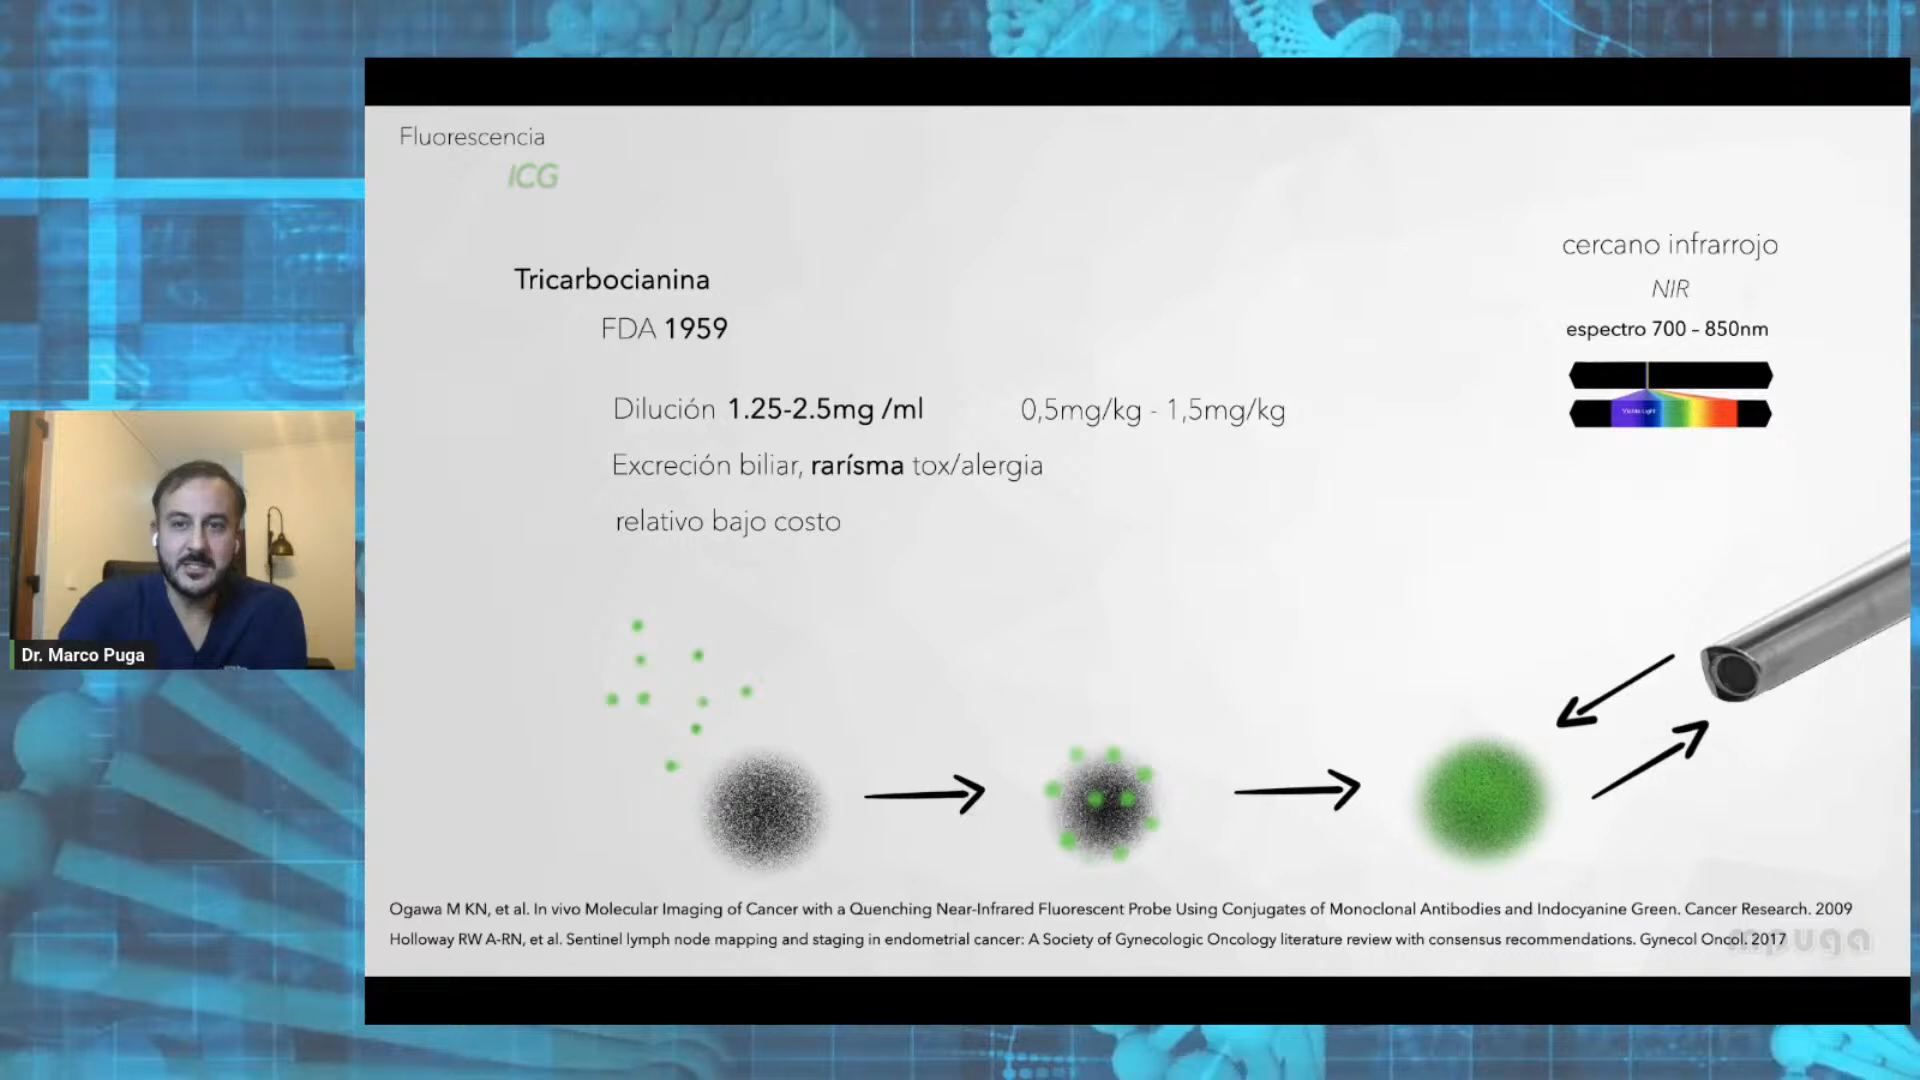 Fluorescencia
ICG
cercano infrarrojo
NIR
espectro 700 - 850nm
Visible Light
Tricarbocianina
FDA 1959
Dilución 1.25-2.5mg /ml 0,5mg/kg - 1,5mg/kg
Excreción biliar, rarísma tox/alergia
relativo bajo costo
Dr. Marco Puga
Ogawa M KN, et al. In vivo Molecular Imaging of Cancer with a Quenching Near-Infrared Fluorescent Probe Using Conjugates of Monoclonal Antibodies and Indocyanine Green. Cancer Research. 2009
Holloway RW A-RN, et al. Sentinel lymph node mapping and staging in endometrial cancer: A Society of Gynecologic Oncology literature review with consensus recommendations. Gynecol Oncol. 2017
mpuga